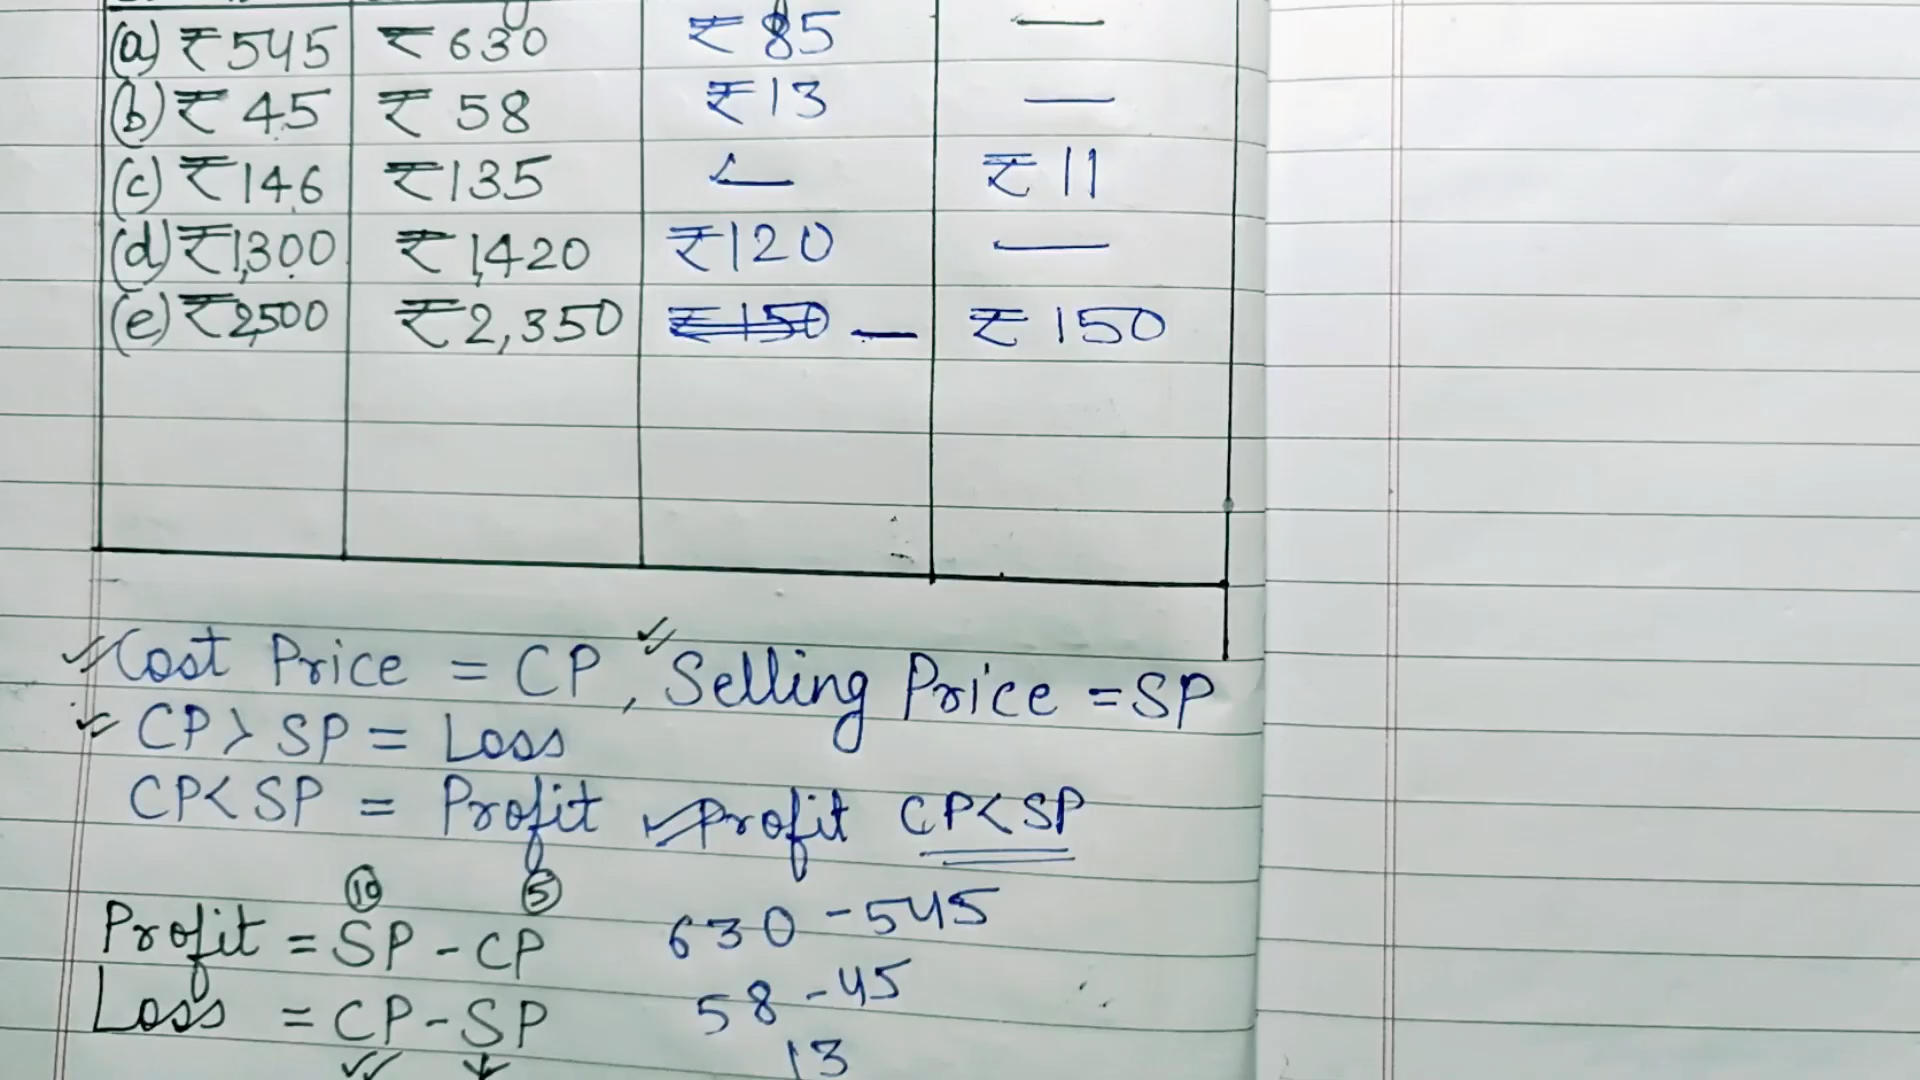 (a) ₹545 ₹630 ₹85 —
(b) ₹45 ₹58 ₹13 —
(c) ₹146 ₹135 — ₹11
(d) ₹1,300 ₹1,420 ₹120 —
(e) ₹2,500 ₹2,350 ₹150 — ₹150
Cost Price = CP, Selling Price = SP
CP > SP = Loss
CP < SP = Profit Profit CP < SP
10 5
Profit = SP - CP 630 - 545
Loss = CP - SP 58 - 45
13